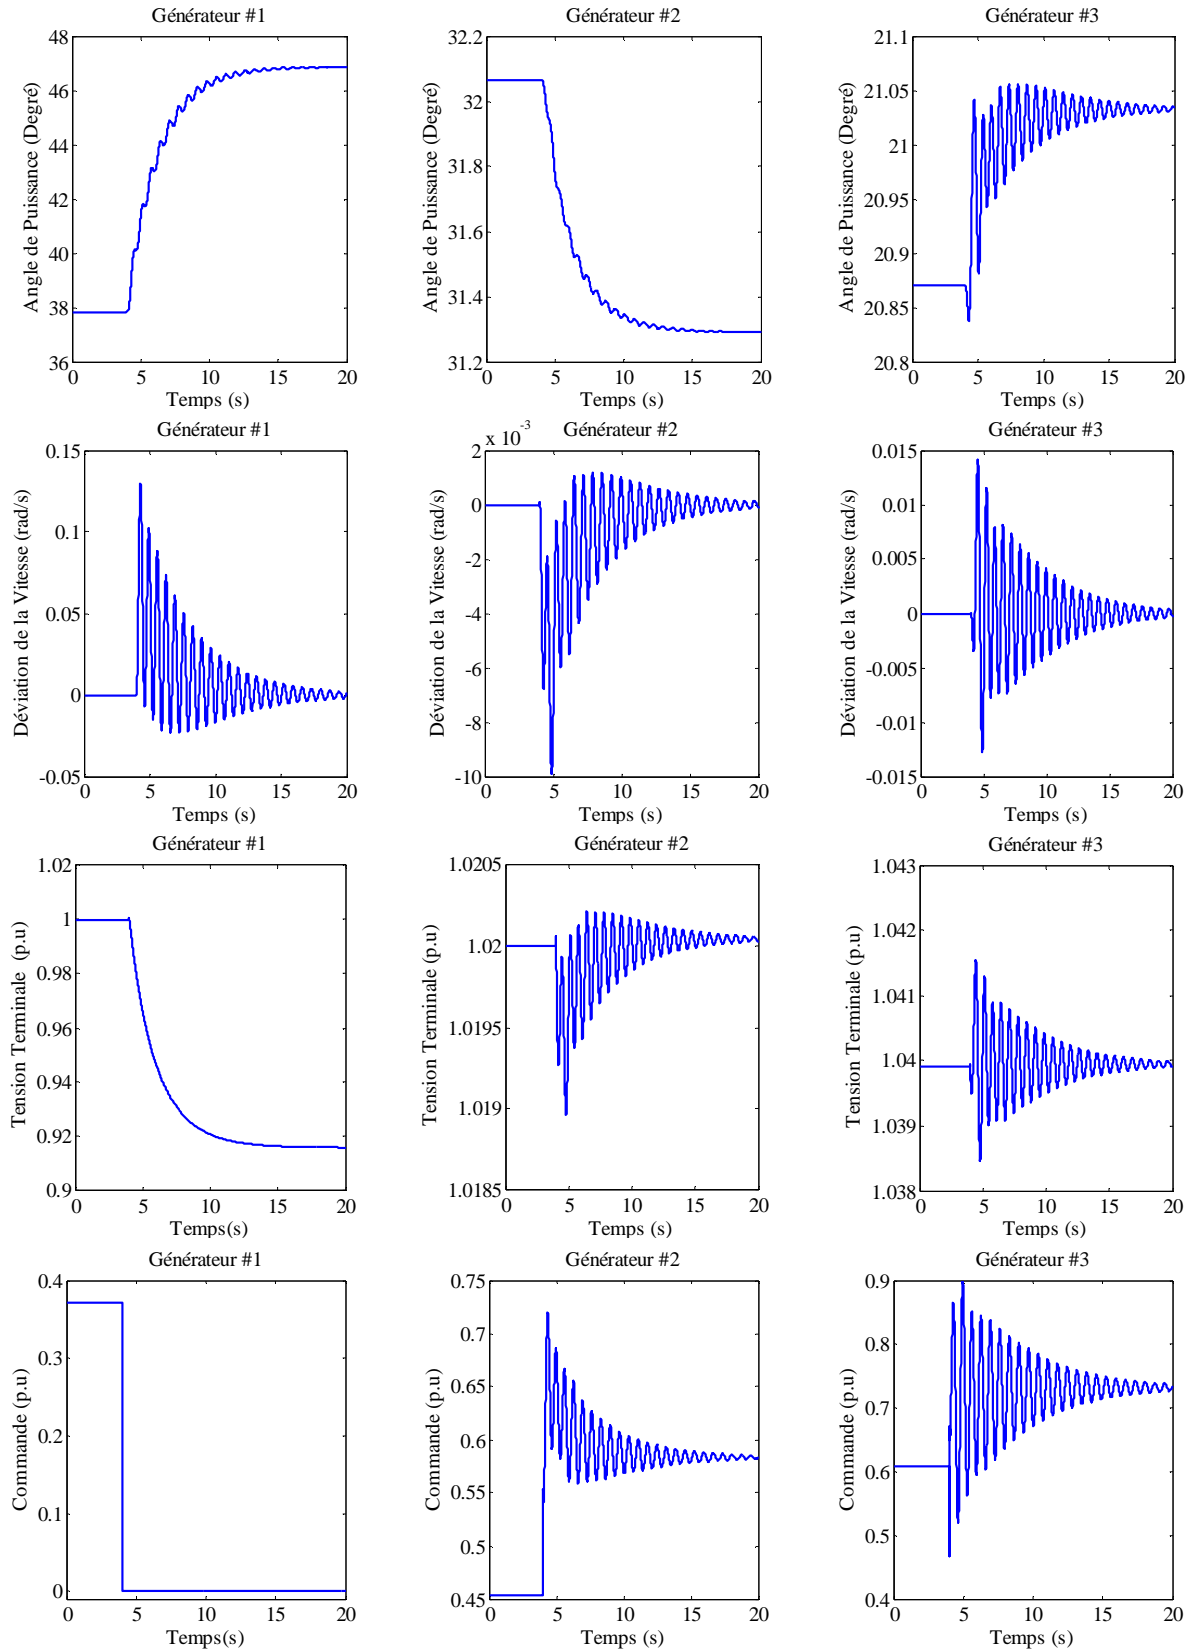 Générateur #1
Générateur #2
Générateur #3
48
46
44
42
40
38
36
0 5 10 15 20
Angle de Puissance (Degré)
Temps (s)
32.2
32
31.8
31.6
31.4
31.2
0 5 10 15 20
Angle de Puissance (Degré)
Temps (s)
21.1
21.05
21
20.95
20.9
20.85
20.8
0 5 10 15 20
Angle de Puissance (Degré)
Temps (s)
Générateur #1
Générateur #2
Générateur #3
0.15
0.1
0.05
0
-0.05
0 5 10 15 20
Déviation de la Vitesse (rad/s)
Temps (s)
x 10-3
2
0
-2
-4
-6
-8
-10
0 5 10 15 20
Déviation de la Vitesse (rad/s)
Temps (s)
0.015
0.01
0.005
0
-0.005
-0.01
-0.015
0 5 10 15 20
Déviation de la Vitesse (rad/s)
Temps (s)
Générateur #1
Générateur #2
Générateur #3
1.02
1
0.98
0.96
0.94
0.92
0.9
0 5 10 15 20
Tension Terminale (p.u)
Temps(s)
1.0205
1.02
1.0195
1.019
1.0185
0 5 10 15 20
Tension Terminale (p.u)
Temps (s)
1.043
1.042
1.041
1.04
1.039
1.038
0 5 10 15 20
Tension Terminale (p.u)
Temps (s)
Générateur #1
Générateur #2
Générateur #3
0.4
0.3
0.2
0.1
0
0 5 10 15 20
Commande (p.u)
Temps(s)
0.75
0.7
0.65
0.6
0.55
0.5
0.45
0 5 10 15 20
Commande (p.u)
Temps (s)
0.9
0.8
0.7
0.6
0.5
0.4
0 5 10 15 20
Commande (p.u)
Temps (s)